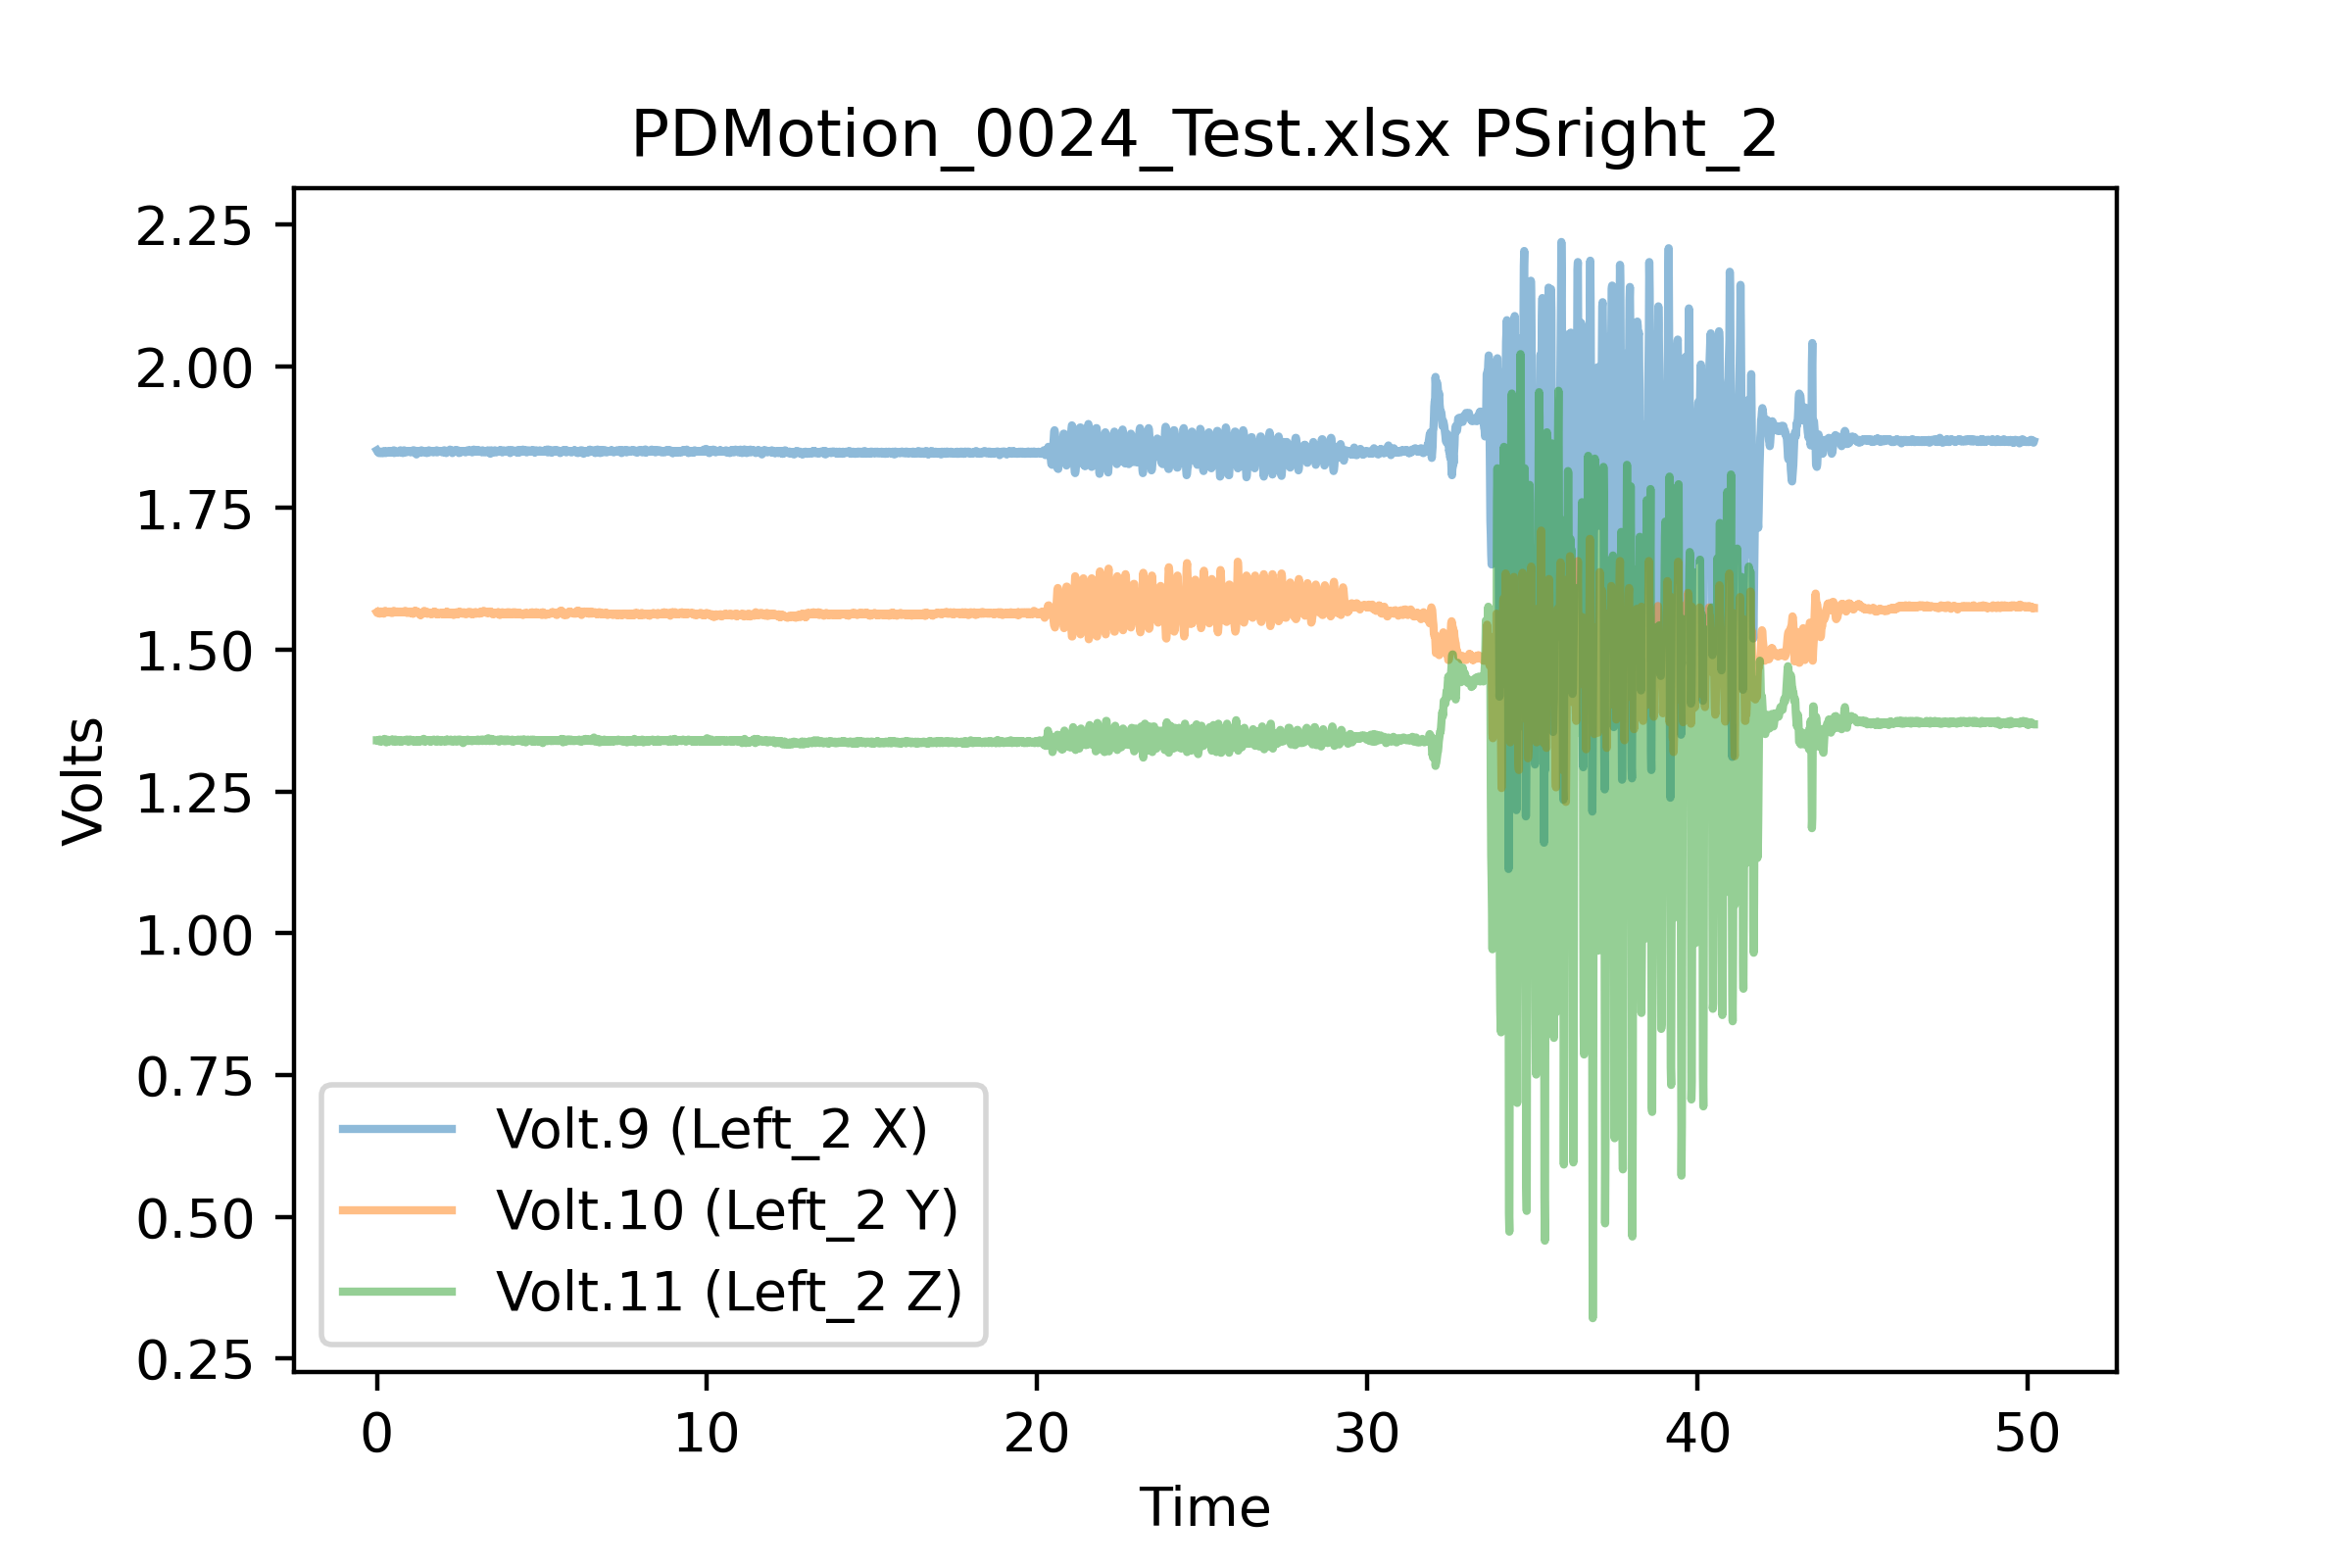 PDMotion_0024_Test.xlsx PSright_2
2.25
2.00
1.75
1.50
1.25
1.00
0.75
0.50
0.25
Volts
Volt.9 (Left_2 X)
Volt.10 (Left_2 Y)
Volt.11 (Left_2 Z)
0 10 20 30 40 50
Time